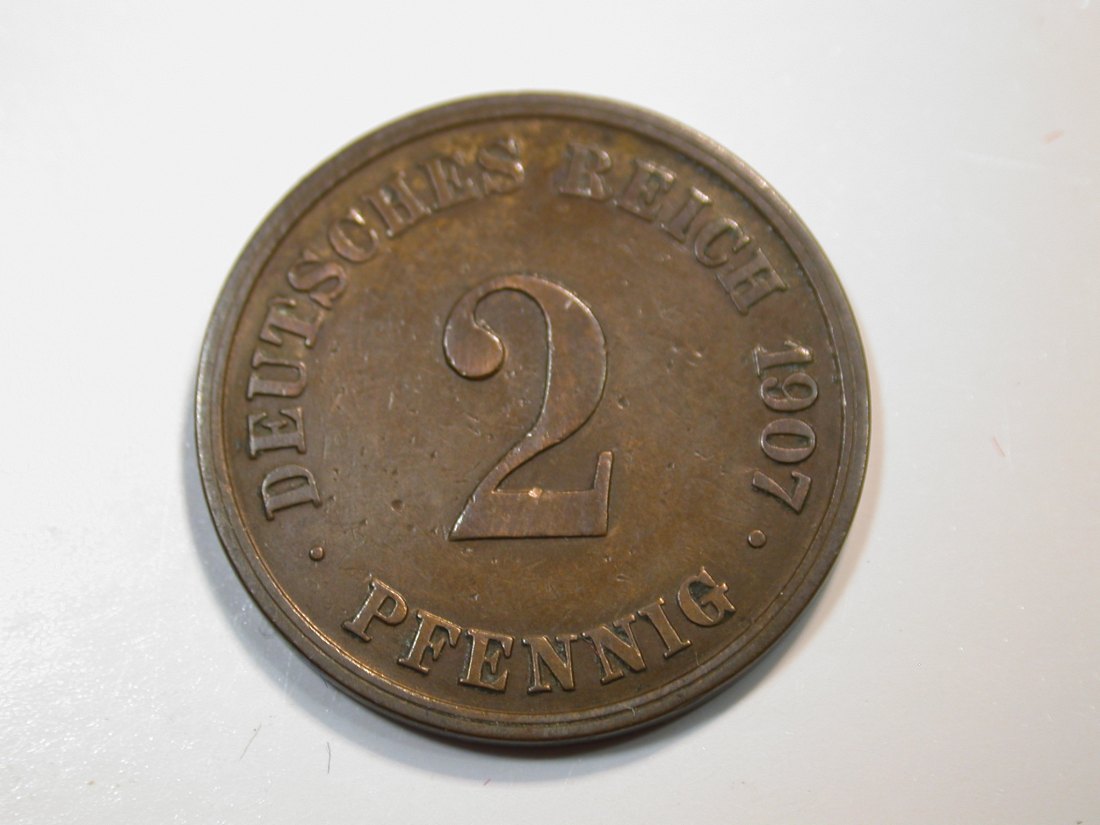 DEUTSCHES REICH 1907
2
· PFENNIG ·